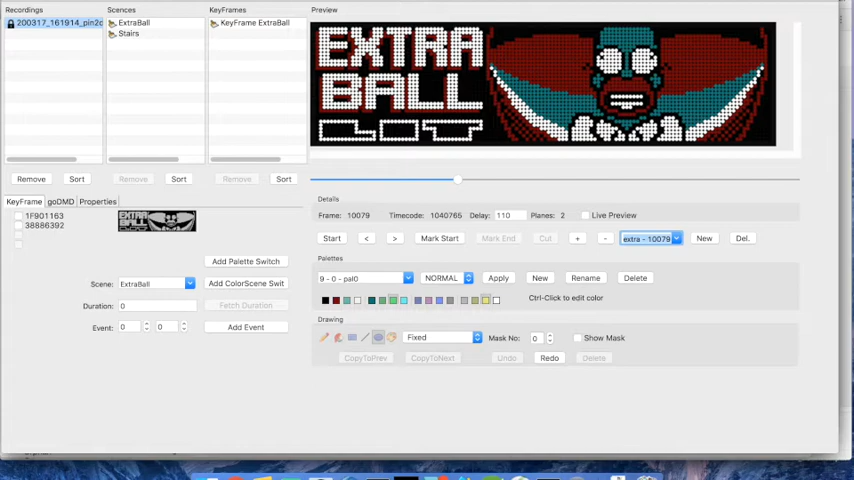 Recordings Scences KeyFrames Preview
200317_161914_pin2d ExtraBall KeyFrame ExtraBall
Stairs
EXTRA
BALL
Remove Sort Remove Sort Remove Sort
KeyFrame goDMD Properties
Details
1F901163
38886392
EXTRA
BALL
Frame: 10079 Timecode: 1040765 Delay: 110 Planes: 2 Live Preview
Start < > Mark Start Mark End Cut + - extra - 10079 New Del.
Add Palette Switch
Palettes
Scene: ExtraBall Add ColorScene Swit
9 - 0 - pal0 NORMAL Apply New Rename Delete
Duration: 0 Fetch Duration
Ctrl-Click to edit color
Event: 0 0 Add Event
Drawing
Fixed Mask No: 0 Show Mask
CopyToPrev CopyToNext Undo Redo Delete